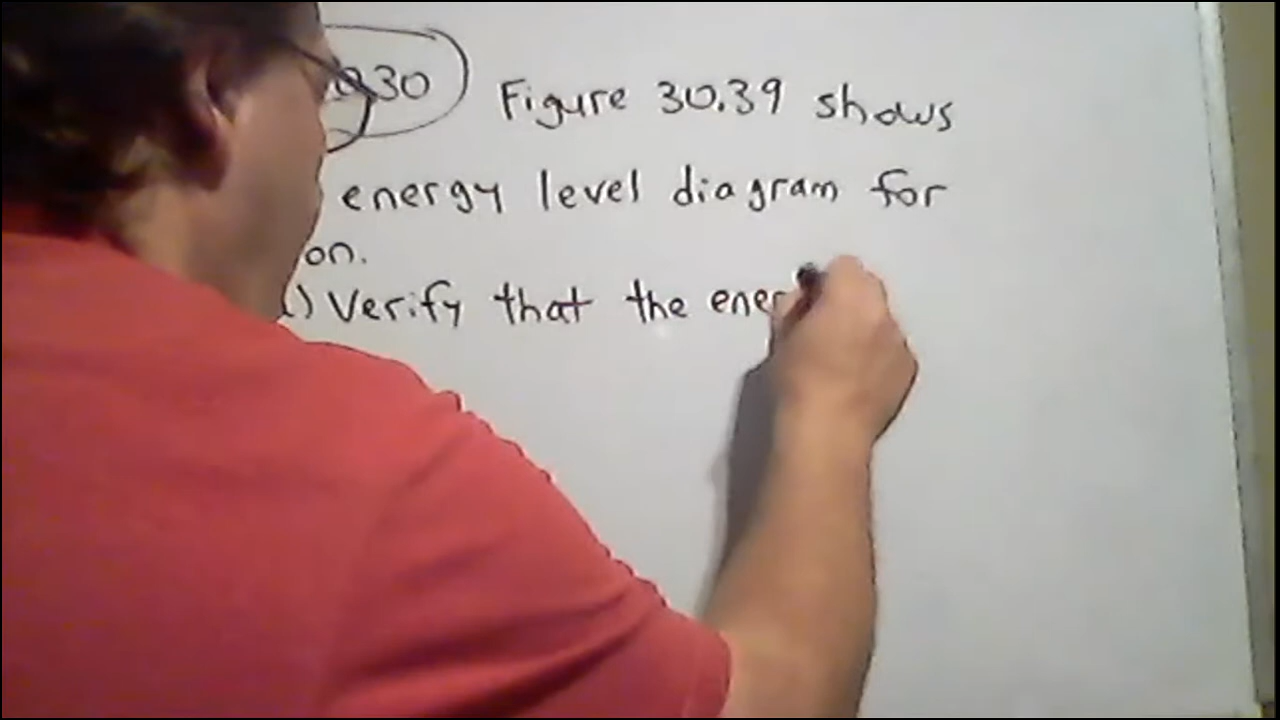 30 Figure 30.39 shows
energy level diagram for
on.
) Verify that the ener